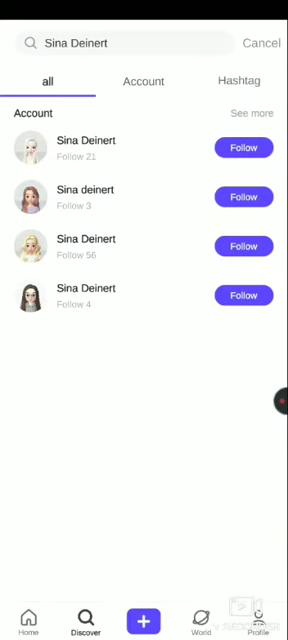 Sina Deinert
Cancel
all
Account
Hashtag
Account
See more
Sina Deinert
Follow 21
Follow
Sina deinert
Follow 3
Follow
Sina Deinert
Follow 56
Follow
Sina Deinert
Follow 4
Follow
Home
Discover
World
Profile